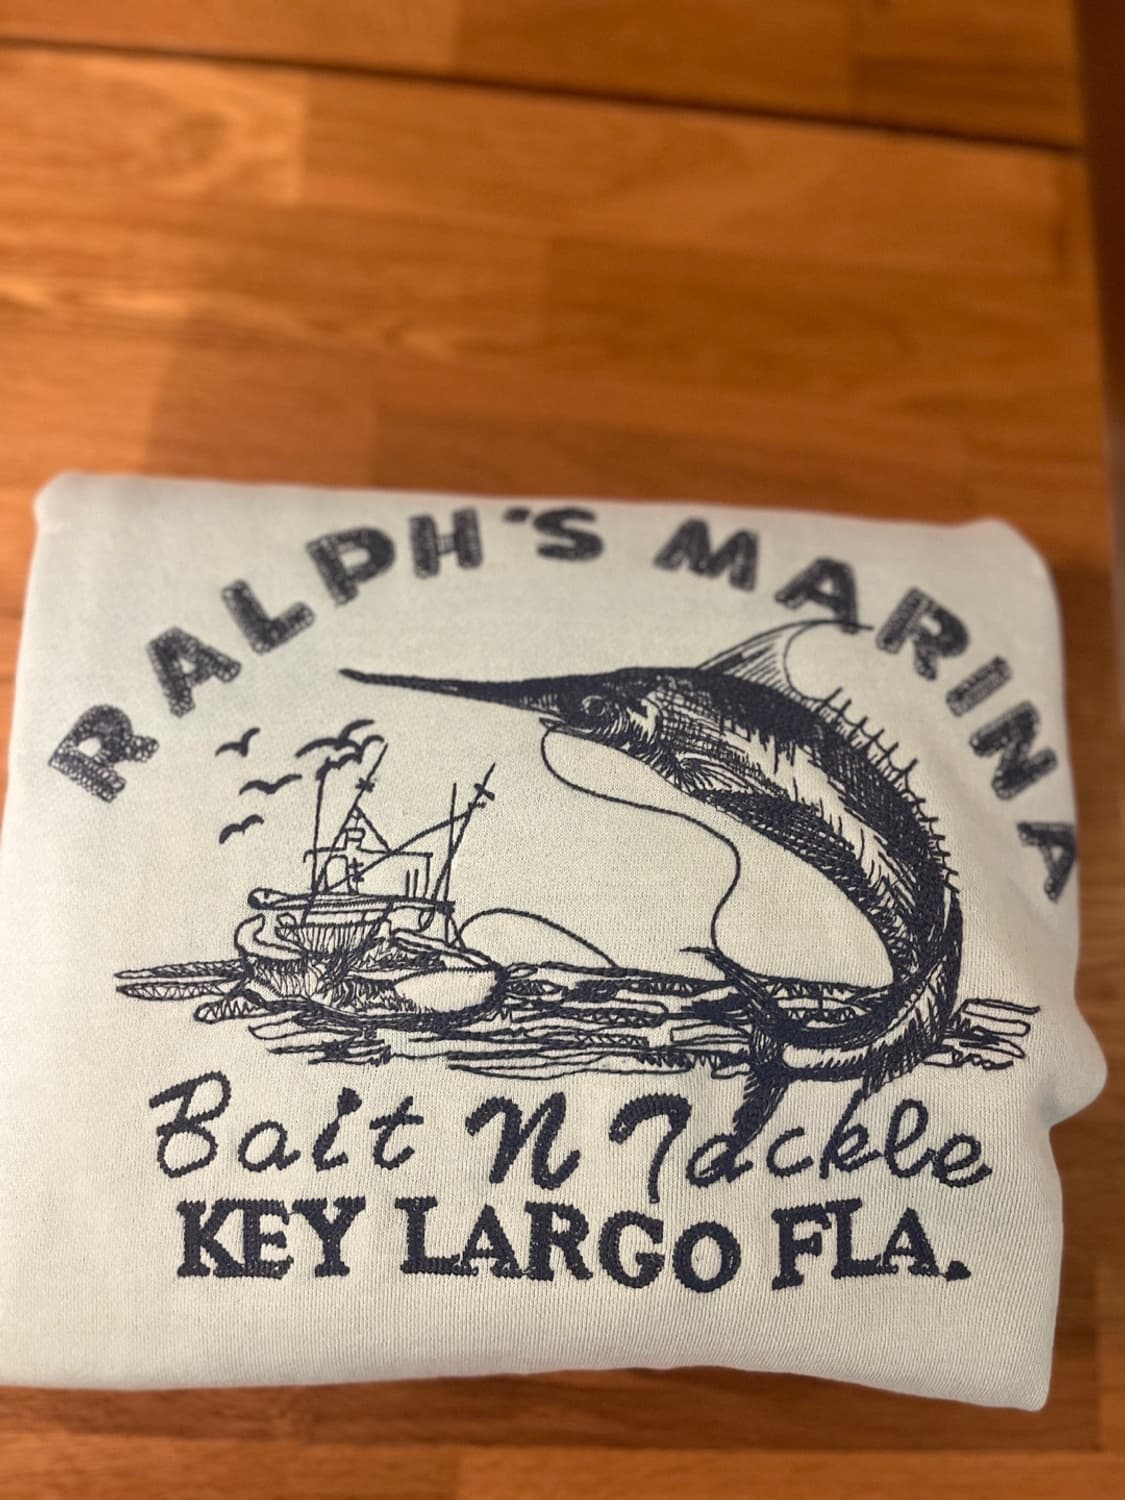 RALPH'S MARINA
Bait N Tackle
KEY LARGO FLA.